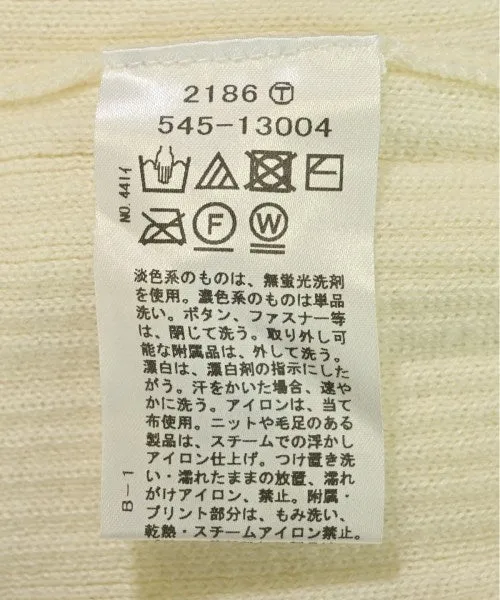 2186 Ⓣ
545-13004
NO.441イ
F
W
淡色系のものは、無蛍光洗剤
を使用。濃色系のものは単品
洗い。ボタン、ファスナー等
は、閉じて洗う。取り外し可
能な附属品は、外して洗う。
漂白は、漂白剤の指示にした
がう。汗をかいた場合、速や
かに洗う。アイロンは、当て
布使用。ニットや毛足のある
製品は、スチームでの浮かし
アイロン仕上げ。つけ置き洗
い・濡れたままの放置、濡れ
がけアイロン、禁止。附属・
プリント部分は、もみ洗い、
乾熱・スチームアイロン禁止。
B-1